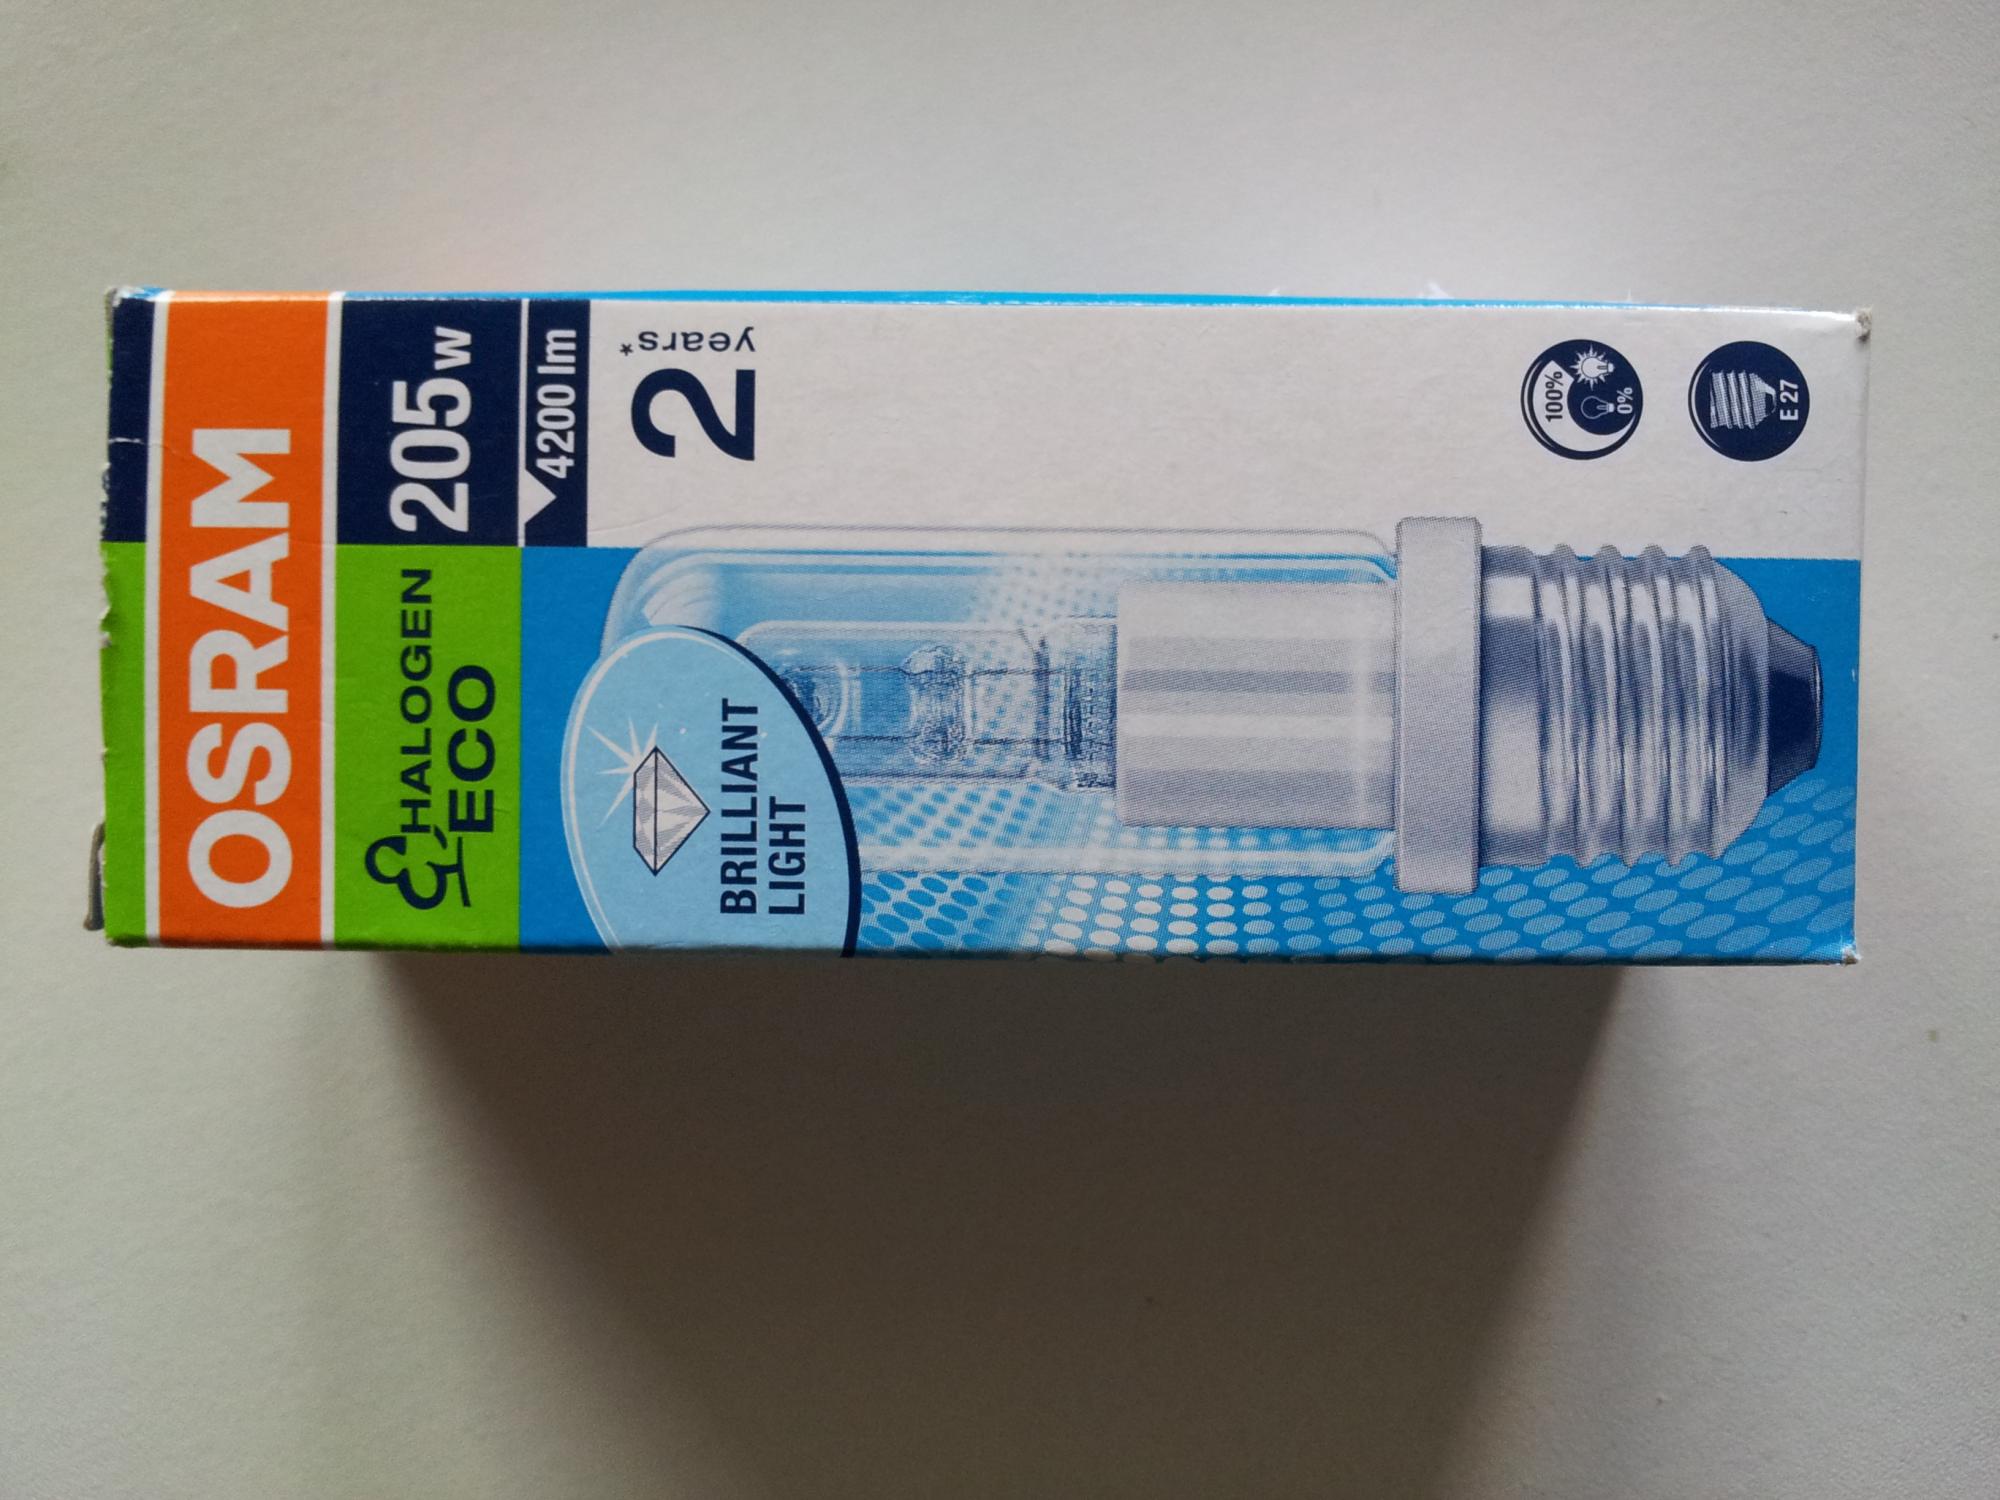 OSRAM
HALOGEN
ECO
205W
4200 lm
2
years*
BRILLIANT
LIGHT
100%
0%
E 27